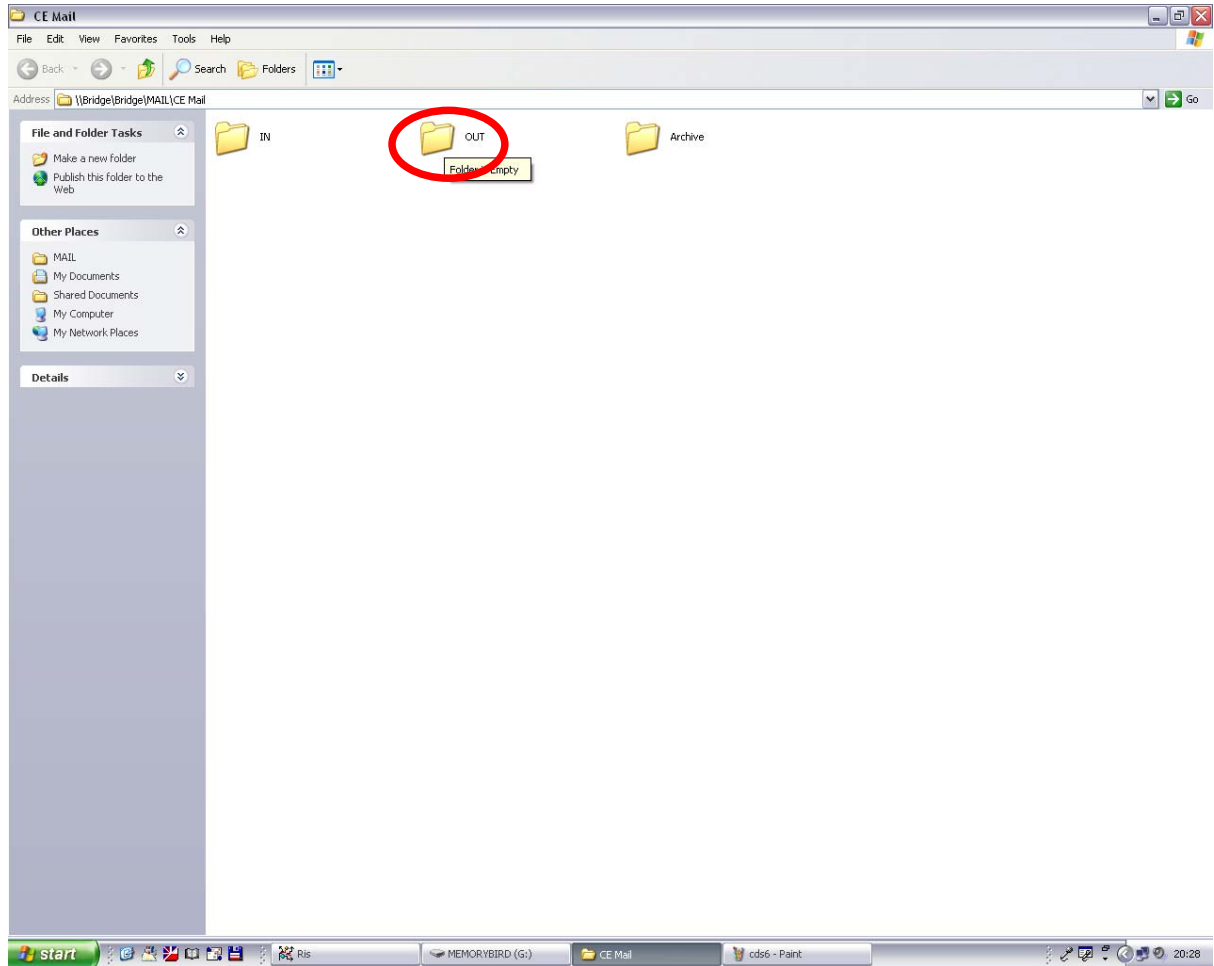 CE Mail
File Edit View Favorites Tools Help
Back Search Folders
Address \\Bridge\Bridge\MAIL\CE Mail Go
File and Folder Tasks
Make a new folder
Publish this folder to the
Web
Other Places
MAIL
My Documents
Shared Documents
My Computer
My Network Places
Details
IN OUT Archive
Folder is Empty
start Ris MEMORYBIRD (G:) CE Mail cds6 - Paint 20:28